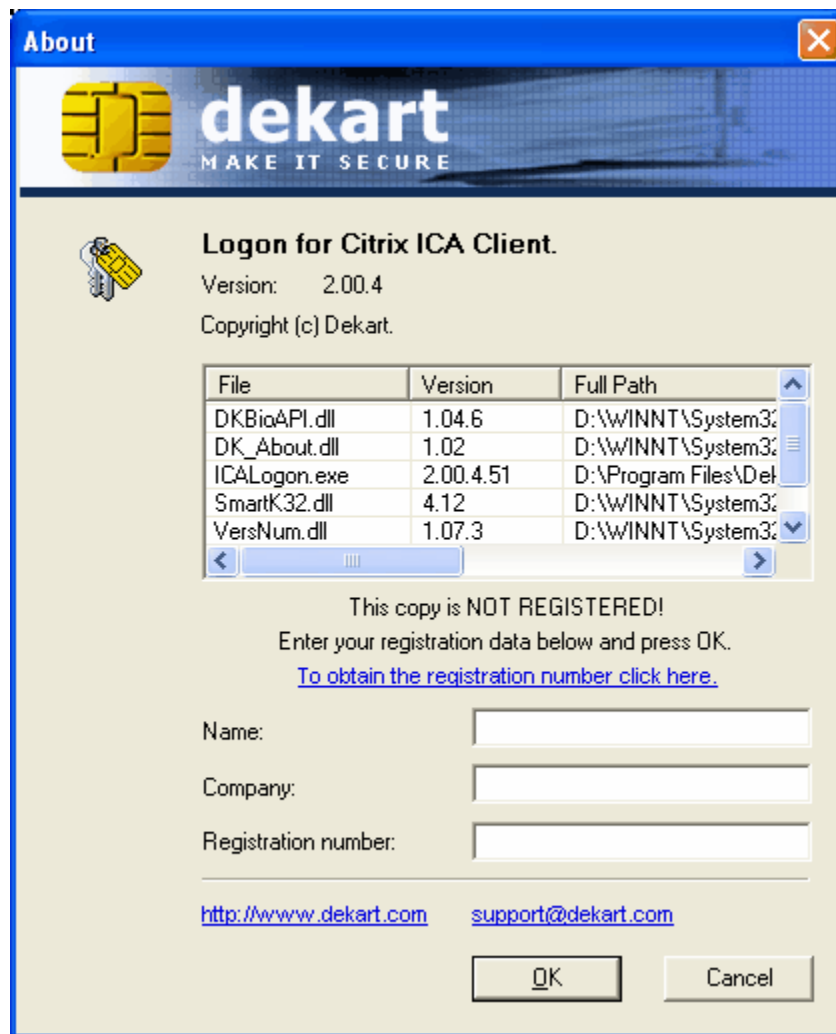 About
dekart
MAKE IT SECURE
Logon for Citrix ICA Client.
Version: 2.00.4
Copyright (c) Dekart.
File Version Full Path
DKBioAPI.dll 1.04.6 D:\WINNT\System32
DK_About.dll 1.02 D:\WINNT\System32
ICALogon.exe 2.00.4.51 D:\Program Files\Dek
SmartK32.dll 4.12 D:\WINNT\System32
VersNum.dll 1.07.3 D:\WINNT\System32
This copy is NOT REGISTERED!
Enter your registration data below and press OK.
To obtain the registration number click here.
Name:
Company:
Registration number:
http://www.dekart.com support@dekart.com
OK Cancel